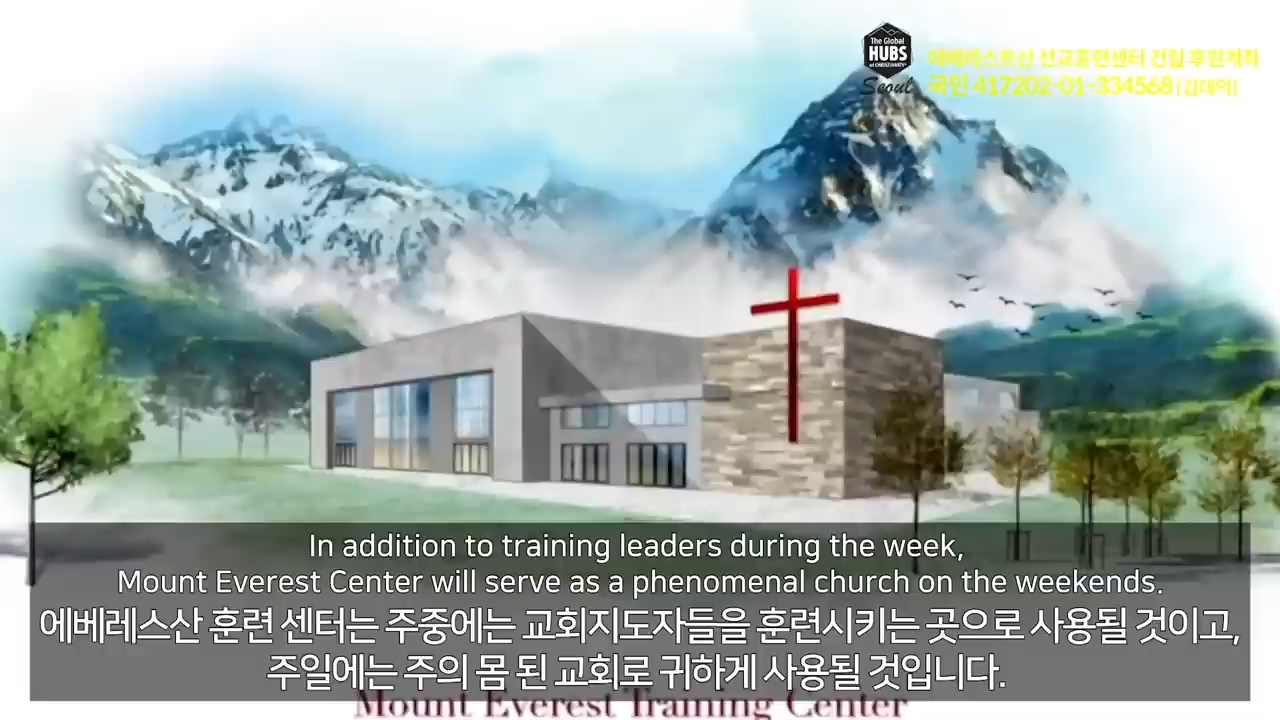 The Global
HUBS
of CHRISTIANITY
Seoul
에베레스트산 선교훈련센터 건립 후원계좌
국민 417202-01-334568 (김대억)
In addition to training leaders during the week,
Mount Everest Center will serve as a phenomenal church on the weekends.
에베레스산 훈련 센터는 주중에는 교회지도자들을 훈련시키는 곳으로 사용될 것이고,
주일에는 주의 몸 된 교회로 귀하게 사용될 것입니다.
Mount Everest Training Center